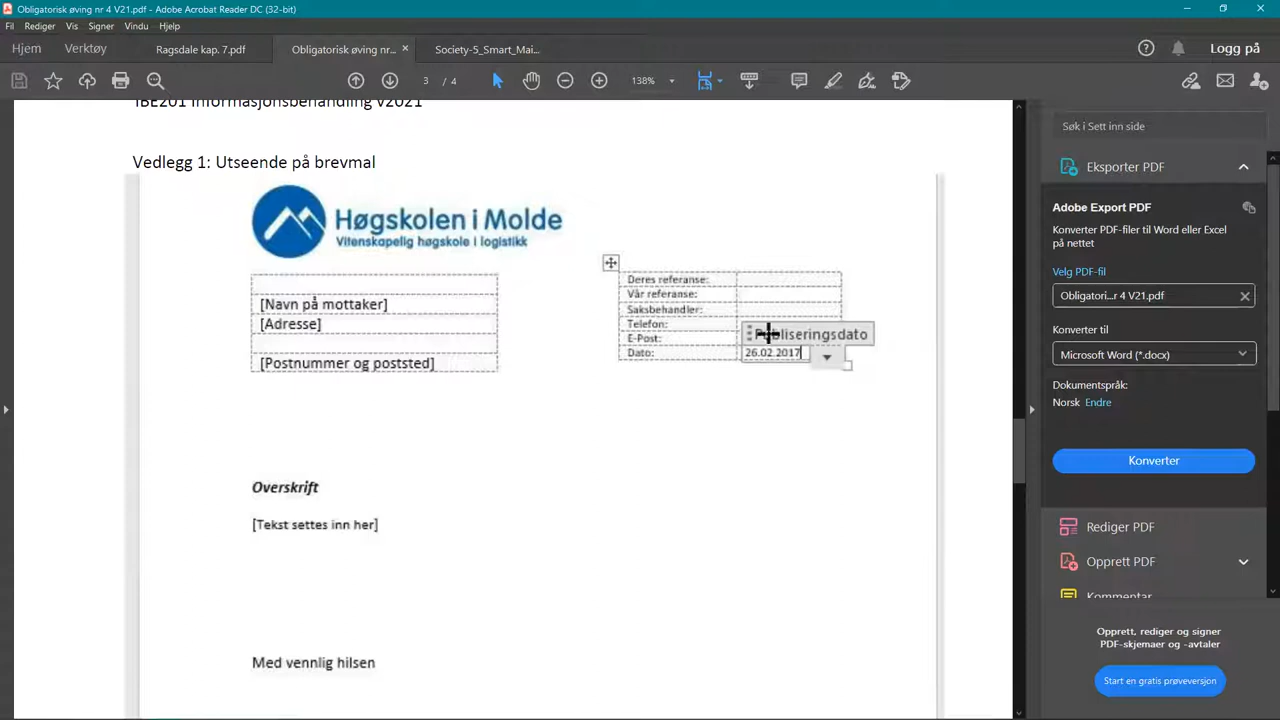 Obligatorisk øving nr 4 V21.pdf - Adobe Acrobat Reader DC (32-bit)
Fil Rediger Vis Signer Vindu Hjelp
Hjem Verktøy Ragsdale kap. 7.pdf Obligatorisk øving nr... × Society-5_Smart_Mai... Logg på
3 / 4 138%
IBE201 Informasjonsbehandling v2021
Vedlegg 1: Utseende på brevmal
Høgskolen i Molde
Vitenskapelig høgskole i logistikk
[Navn på mottaker]
[Adresse]
[Postnummer og poststed]
Deres referanse:
Vår referanse:
Saksbehandler:
Telefon:
E-Post:
Dato:
Publiseringsdato
26.02.2017
Overskrift
[Tekst settes inn her]
Med vennlig hilsen
Søk i Sett inn side
Eksporter PDF
Adobe Export PDF
Konverter PDF-filer til Word eller Excel
på nettet
Velg PDF-fil
Obligatori...r 4 V21.pdf
Konverter til
Microsoft Word (*.docx)
Dokumentspråk:
Norsk Endre
Konverter
Rediger PDF
Opprett PDF
Kommentar
Opprett, rediger og signer
PDF-skjemaer og -avtaler
Start en gratis prøveversjon